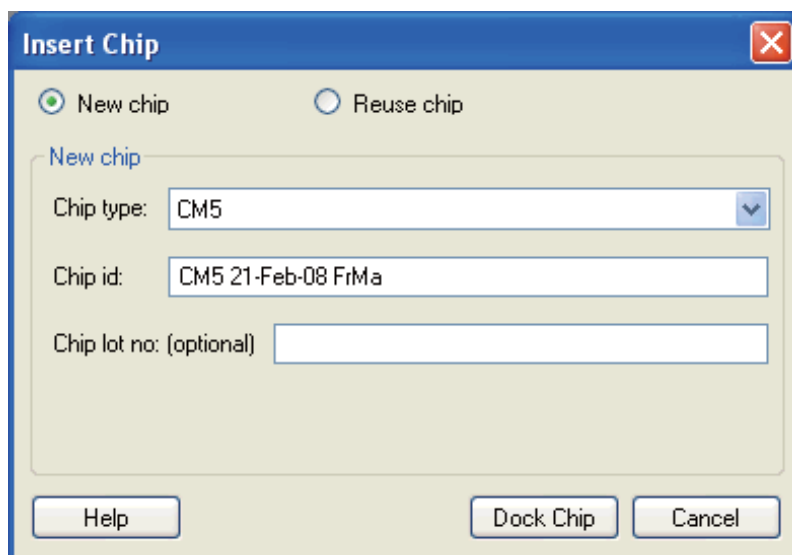 Insert Chip
New chip Reuse chip
New chip
Chip type: CM5
Chip id: CM5 21-Feb-08 FrMa
Chip lot no: (optional)
Help Dock Chip Cancel